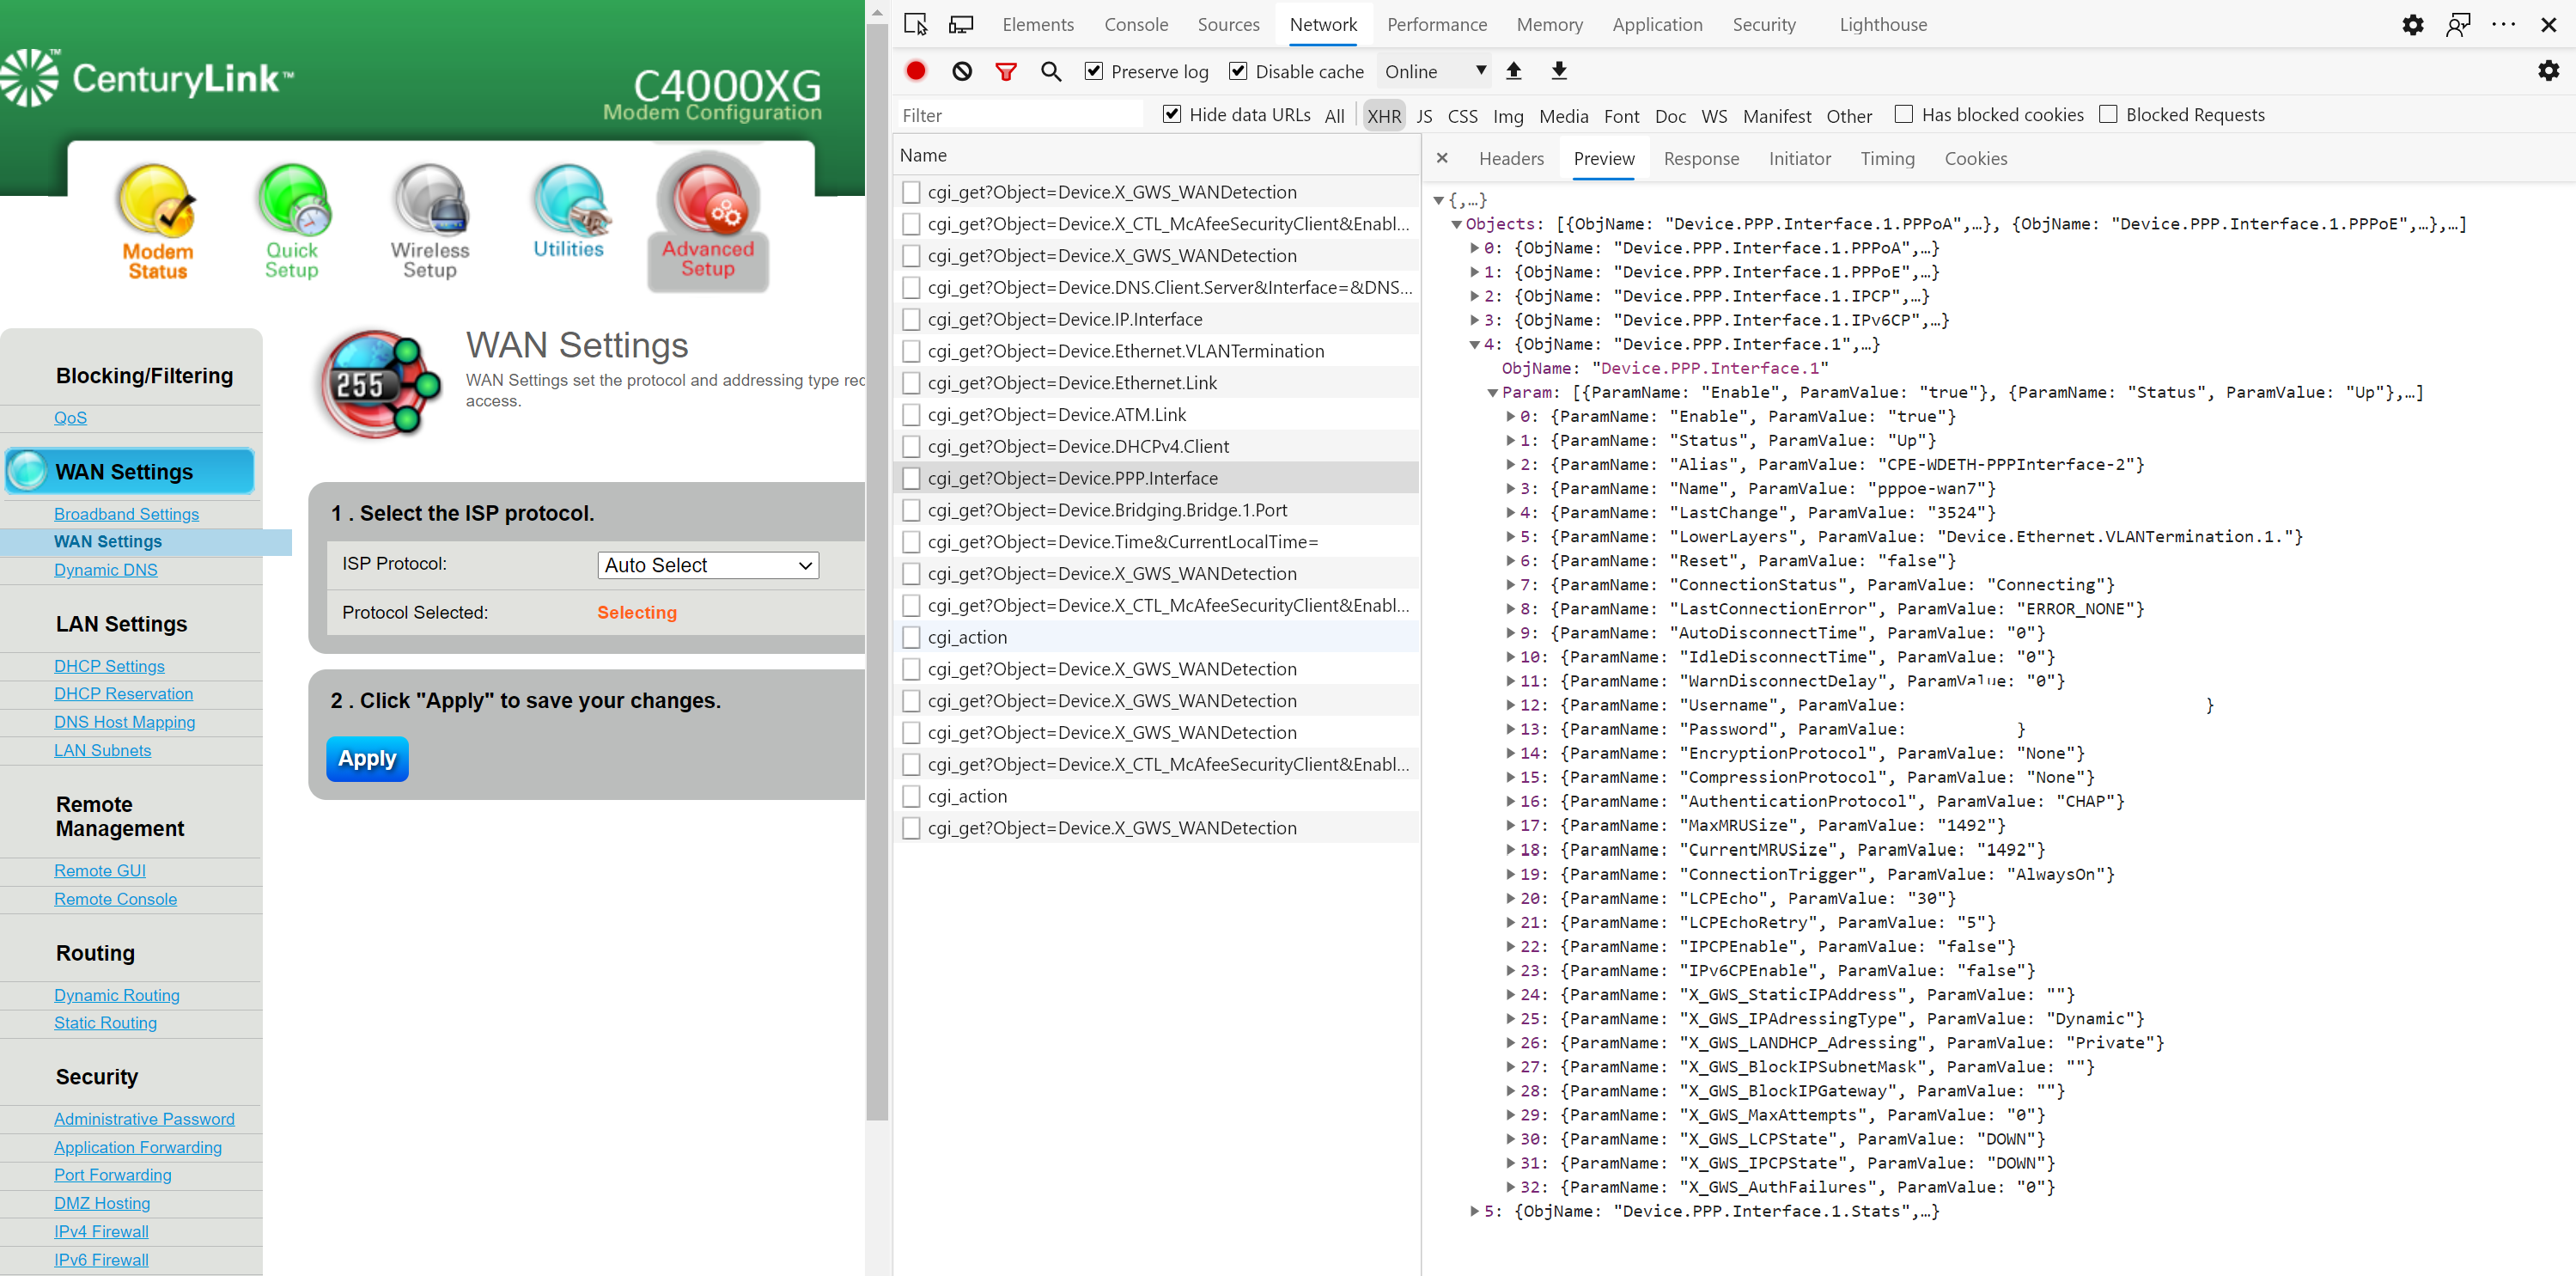 CenturyLink™
C4000XG
Modem Configuration
Modem
Status
Quick
Setup
Wireless
Setup
Utilities
Advanced
Setup
Blocking/Filtering
QoS
WAN Settings
Broadband Settings
WAN Settings
Dynamic DNS
LAN Settings
DHCP Settings
DHCP Reservation
DNS Host Mapping
LAN Subnets
Remote
Management
Remote GUI
Remote Console
Routing
Dynamic Routing
Static Routing
Security
Administrative Password
Application Forwarding
Port Forwarding
DMZ Hosting
IPv4 Firewall
IPv6 Firewall
255
WAN Settings
WAN Settings set the protocol and addressing type rec
access.
1 . Select the ISP protocol.
ISP Protocol: Auto Select
Protocol Selected: Selecting
2 . Click "Apply" to save your changes.
Apply
Elements Console Sources Network Performance Memory Application Security Lighthouse
Preserve log Disable cache Online
Filter Hide data URLs All XHR JS CSS Img Media Font Doc WS Manifest Other Has blocked cookies Blocked Requests
Name
cgi_get?Object=Device.X_GWS_WANDetection
cgi_get?Object=Device.X_CTL_McAfeeSecurityClient&Enabl...
cgi_get?Object=Device.X_GWS_WANDetection
cgi_get?Object=Device.DNS.Client.Server&Interface=&DNS...
cgi_get?Object=Device.IP.Interface
cgi_get?Object=Device.Ethernet.VLANTermination
cgi_get?Object=Device.Ethernet.Link
cgi_get?Object=Device.ATM.Link
cgi_get?Object=Device.DHCPv4.Client
cgi_get?Object=Device.PPP.Interface
cgi_get?Object=Device.Bridging.Bridge.1.Port
cgi_get?Object=Device.Time&CurrentLocalTime=
cgi_get?Object=Device.X_GWS_WANDetection
cgi_get?Object=Device.X_CTL_McAfeeSecurityClient&Enabl...
cgi_action
cgi_get?Object=Device.X_GWS_WANDetection
cgi_get?Object=Device.X_GWS_WANDetection
cgi_get?Object=Device.X_GWS_WANDetection
cgi_get?Object=Device.X_CTL_McAfeeSecurityClient&Enabl...
cgi_action
cgi_get?Object=Device.X_GWS_WANDetection
Headers Preview Response Initiator Timing Cookies
{,…}
Objects: [{ObjName: "Device.PPP.Interface.1.PPPoA",…}, {ObjName: "Device.PPP.Interface.1.PPPoE",…},…]
0: {ObjName: "Device.PPP.Interface.1.PPPoA",…}
1: {ObjName: "Device.PPP.Interface.1.PPPoE",…}
2: {ObjName: "Device.PPP.Interface.1.IPCP",…}
3: {ObjName: "Device.PPP.Interface.1.IPv6CP",…}
4: {ObjName: "Device.PPP.Interface.1",…}
ObjName: "Device.PPP.Interface.1"
Param: [{ParamName: "Enable", ParamValue: "true"}, {ParamName: "Status", ParamValue: "Up"},…]
0: {ParamName: "Enable", ParamValue: "true"}
1: {ParamName: "Status", ParamValue: "Up"}
2: {ParamName: "Alias", ParamValue: "CPE-WDETH-PPPInterface-2"}
3: {ParamName: "Name", ParamValue: "pppoe-wan7"}
4: {ParamName: "LastChange", ParamValue: "3524"}
5: {ParamName: "LowerLayers", ParamValue: "Device.Ethernet.VLANTermination.1."}
6: {ParamName: "Reset", ParamValue: "false"}
7: {ParamName: "ConnectionStatus", ParamValue: "Connecting"}
8: {ParamName: "LastConnectionError", ParamValue: "ERROR_NONE"}
9: {ParamName: "AutoDisconnectTime", ParamValue: "0"}
10: {ParamName: "IdleDisconnectTime", ParamValue: "0"}
11: {ParamName: "WarnDisconnectDelay", ParamValue: "0"}
12: {ParamName: "Username", ParamValue: }
13: {ParamName: "Password", ParamValue: }
14: {ParamName: "EncryptionProtocol", ParamValue: "None"}
15: {ParamName: "CompressionProtocol", ParamValue: "None"}
16: {ParamName: "AuthenticationProtocol", ParamValue: "CHAP"}
17: {ParamName: "MaxMRUSize", ParamValue: "1492"}
18: {ParamName: "CurrentMRUSize", ParamValue: "1492"}
19: {ParamName: "ConnectionTrigger", ParamValue: "AlwaysOn"}
20: {ParamName: "LCPEcho", ParamValue: "30"}
21: {ParamName: "LCPEchoRetry", ParamValue: "5"}
22: {ParamName: "IPCPEnable", ParamValue: "false"}
23: {ParamName: "IPv6CPEnable", ParamValue: "false"}
24: {ParamName: "X_GWS_StaticIPAddress", ParamValue: ""}
25: {ParamName: "X_GWS_IPAdressingType", ParamValue: "Dynamic"}
26: {ParamName: "X_GWS_LANDHCP_Adressing", ParamValue: "Private"}
27: {ParamName: "X_GWS_BlockIPSubnetMask", ParamValue: ""}
28: {ParamName: "X_GWS_BlockIPGateway", ParamValue: ""}
29: {ParamName: "X_GWS_MaxAttempts", ParamValue: "0"}
30: {ParamName: "X_GWS_LCPState", ParamValue: "DOWN"}
31: {ParamName: "X_GWS_IPCPState", ParamValue: "DOWN"}
32: {ParamName: "X_GWS_AuthFailures", ParamValue: "0"}
5: {ObjName: "Device.PPP.Interface.1.Stats",…}